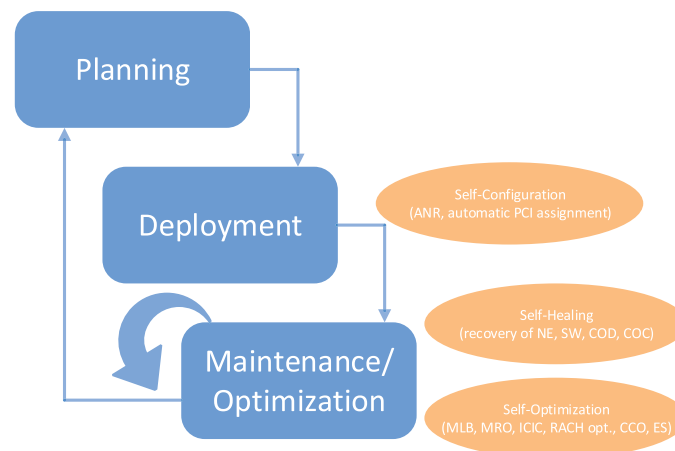 Planning
Deployment
Self-Configuration
(ANR, automatic PCI assignment)
Self-Healing
(recovery of NE, SW, COD, COC)
Maintenance/
Optimization
Self-Optimization
(MLB, MRO, ICIC, RACH opt., CCO, ES)